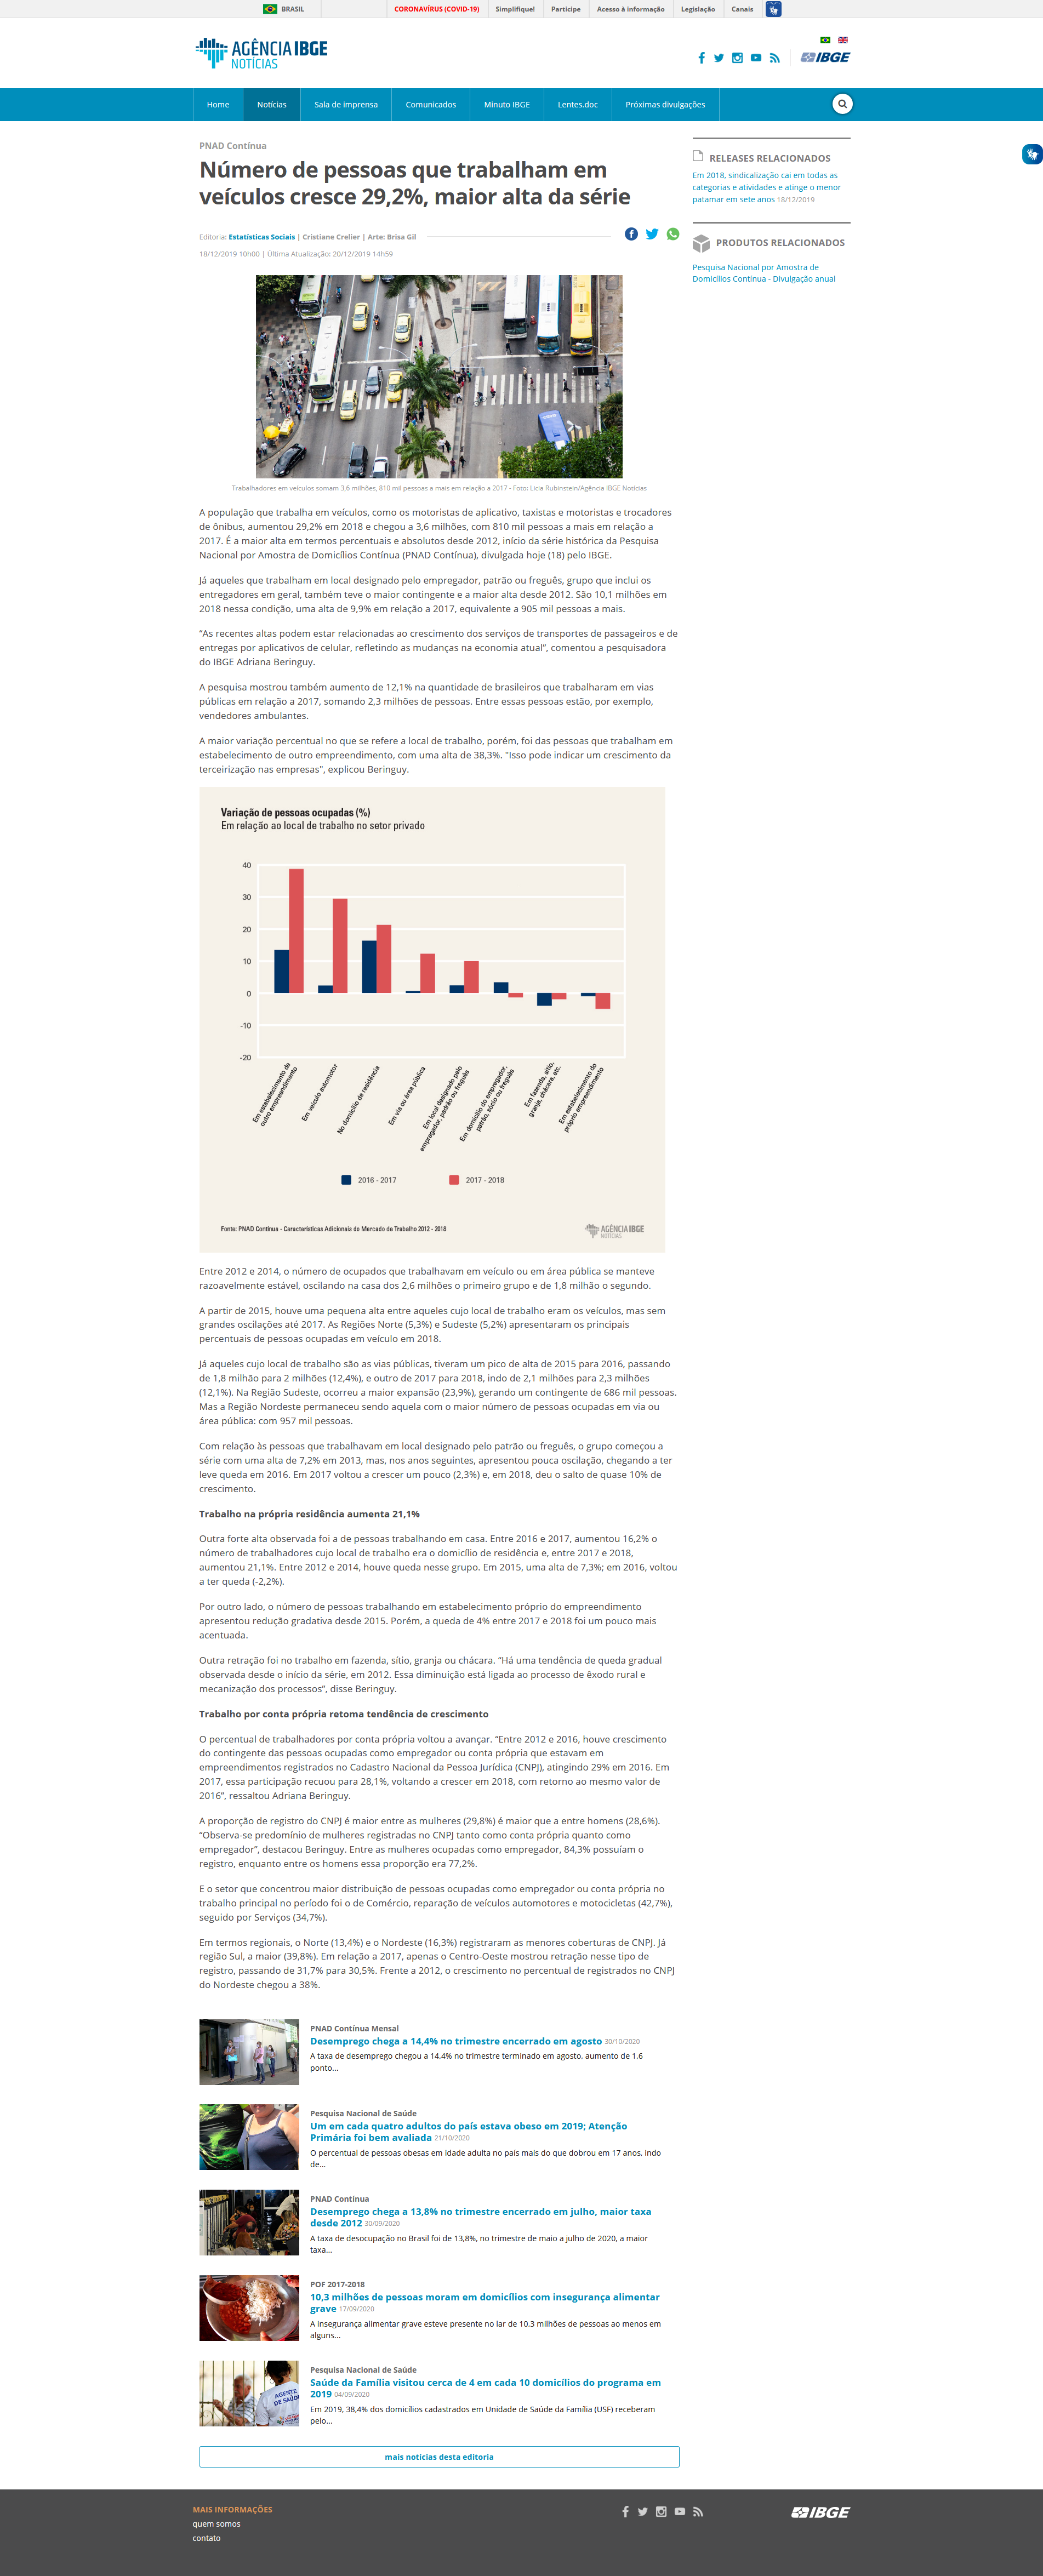 BRASIL
CORONAVÍRUS (COVID-19)
Simplifique!
Participe
Acesso à informação
Legislação
Canais
AGÊNCIA IBGE
NOTÍCIAS
IBGE
Home
Notícias
Sala de imprensa
Comunicados
Minuto IBGE
Lentes.doc
Próximas divulgações
PNAD Contínua
Número de pessoas que trabalham em
veículos cresce 29,2%, maior alta da série
Editoria: Estatísticas Sociais | Cristiane Crelier | Arte: Brisa Gil
18/12/2019 10h00 | Última Atualização: 20/12/2019 14h59
RELEASES RELACIONADOS
Em 2018, sindicalização cai em todas as
categorias e atividades e atinge o menor
patamar em sete anos 18/12/2019
PRODUTOS RELACIONADOS
Pesquisa Nacional por Amostra de
Domicílios Contínua - Divulgação anual
Trabalhadores em veículos somam 3,6 milhões, 810 mil pessoas a mais em relação a 2017 - Foto: Licia Rubinstein/Agência IBGE Notícias
A população que trabalha em veículos, como os motoristas de aplicativo, taxistas e motoristas e trocadores
de ônibus, aumentou 29,2% em 2018 e chegou a 3,6 milhões, com 810 mil pessoas a mais em relação a
2017. É a maior alta em termos percentuais e absolutos desde 2012, início da série histórica da Pesquisa
Nacional por Amostra de Domicílios Contínua (PNAD Contínua), divulgada hoje (18) pelo IBGE.
Já aqueles que trabalham em local designado pelo empregador, patrão ou freguês, grupo que inclui os
entregadores em geral, também teve o maior contingente e a maior alta desde 2012. São 10,1 milhões em
2018 nessa condição, uma alta de 9,9% em relação a 2017, equivalente a 905 mil pessoas a mais.
“As recentes altas podem estar relacionadas ao crescimento dos serviços de transportes de passageiros e de
entregas por aplicativos de celular, refletindo as mudanças na economia atual”, comentou a pesquisadora
do IBGE Adriana Beringuy.
A pesquisa mostrou também aumento de 12,1% na quantidade de brasileiros que trabalharam em vias
públicas em relação a 2017, somando 2,3 milhões de pessoas. Entre essas pessoas estão, por exemplo,
vendedores ambulantes.
A maior variação percentual no que se refere a local de trabalho, porém, foi das pessoas que trabalham em
estabelecimento de outro empreendimento, com uma alta de 38,3%. "Isso pode indicar um crescimento da
terceirização nas empresas", explicou Beringuy.
Variação de pessoas ocupadas (%)
Em relação ao local de trabalho no setor privado
40
30
20
10
0
-10
-20
Em estabelecimento de
outro empreendimento
Em veículo automotor
No domicílio de residência
Em via ou área pública
Em local designado pelo
empregador, padrão ou freguês
Em domicílio do empregador,
patrão, sócio ou freguês
Em fazenda, sítio,
granja, chácara, etc.
Em estabelecimento do
próprio empreendimento
2016 - 2017
2017 - 2018
Fonte: PNAD Contínua - Características Adicionais do Mercado de Trabalho 2012 - 2018
AGÊNCIA IBGE
NOTÍCIAS
Entre 2012 e 2014, o número de ocupados que trabalhavam em veículo ou em área pública se manteve
razoavelmente estável, oscilando na casa dos 2,6 milhões o primeiro grupo e de 1,8 milhão o segundo.
A partir de 2015, houve uma pequena alta entre aqueles cujo local de trabalho eram os veículos, mas sem
grandes oscilações até 2017. As Regiões Norte (5,3%) e Sudeste (5,2%) apresentaram os principais
percentuais de pessoas ocupadas em veículo em 2018.
Já aqueles cujo local de trabalho são as vias públicas, tiveram um pico de alta de 2015 para 2016, passando
de 1,8 milhão para 2 milhões (12,4%), e outro de 2017 para 2018, indo de 2,1 milhões para 2,3 milhões
(12,1%). Na Região Sudeste, ocorreu a maior expansão (23,9%), gerando um contingente de 686 mil pessoas.
Mas a Região Nordeste permaneceu sendo aquela com o maior número de pessoas ocupadas em via ou
área pública: com 957 mil pessoas.
Com relação às pessoas que trabalhavam em local designado pelo patrão ou freguês, o grupo começou a
série com uma alta de 7,2% em 2013, mas, nos anos seguintes, apresentou pouca oscilação, chegando a ter
leve queda em 2016. Em 2017 voltou a crescer um pouco (2,3%) e, em 2018, deu o salto de quase 10% de
crescimento.
Trabalho na própria residência aumenta 21,1%
Outra forte alta observada foi a de pessoas trabalhando em casa. Entre 2016 e 2017, aumentou 16,2% o
número de trabalhadores cujo local de trabalho era o domicílio de residência e, entre 2017 e 2018,
aumentou 21,1%. Entre 2012 e 2014, houve queda nesse grupo. Em 2015, uma alta de 7,3%; em 2016, voltou
a ter queda (-2,2%).
Por outro lado, o número de pessoas trabalhando em estabelecimento próprio do empreendimento
apresentou redução gradativa desde 2015. Porém, a queda de 4% entre 2017 e 2018 foi um pouco mais
acentuada.
Outra retração foi no trabalho em fazenda, sítio, granja ou chácara. “Há uma tendência de queda gradual
observada desde o início da série, em 2012. Essa diminuição está ligada ao processo de êxodo rural e
mecanização dos processos”, disse Beringuy.
Trabalho por conta própria retoma tendência de crescimento
O percentual de trabalhadores por conta própria voltou a avançar. “Entre 2012 e 2016, houve crescimento
do contingente das pessoas ocupadas como empregador ou conta própria que estavam em
empreendimentos registrados no Cadastro Nacional da Pessoa Jurídica (CNPJ), atingindo 29% em 2016. Em
2017, essa participação recuou para 28,1%, voltando a crescer em 2018, com retorno ao mesmo valor de
2016”, ressaltou Adriana Beringuy.
A proporção de registro do CNPJ é maior entre as mulheres (29,8%) é maior que a entre homens (28,6%).
“Observa-se predomínio de mulheres registradas no CNPJ tanto como conta própria quanto como
empregador”, destacou Beringuy. Entre as mulheres ocupadas como empregador, 84,3% possuíam o
registro, enquanto entre os homens essa proporção era 77,2%.
E o setor que concentrou maior distribuição de pessoas ocupadas como empregador ou conta própria no
trabalho principal no período foi o de Comércio, reparação de veículos automotores e motocicletas (42,7%),
seguido por Serviços (34,7%).
Em termos regionais, o Norte (13,4%) e o Nordeste (16,3%) registraram as menores coberturas de CNPJ. Já
região Sul, a maior (39,8%). Em relação a 2017, apenas o Centro-Oeste mostrou retração nesse tipo de
registro, passando de 31,7% para 30,5%. Frente a 2012, o crescimento no percentual de registrados no CNPJ
do Nordeste chegou a 38%.
PNAD Contínua Mensal
Desemprego chega a 14,4% no trimestre encerrado em agosto 30/10/2020
A taxa de desemprego chegou a 14,4% no trimestre terminado em agosto, aumento de 1,6
ponto...
Pesquisa Nacional de Saúde
Um em cada quatro adultos do país estava obeso em 2019; Atenção
Primária foi bem avaliada 21/10/2020
O percentual de pessoas obesas em idade adulta no país mais do que dobrou em 17 anos, indo
de...
PNAD Contínua
Desemprego chega a 13,8% no trimestre encerrado em julho, maior taxa
desde 2012 30/09/2020
A taxa de desocupação no Brasil foi de 13,8%, no trimestre de maio a julho de 2020, a maior
taxa...
POF 2017-2018
10,3 milhões de pessoas moram em domicílios com insegurança alimentar
grave 17/09/2020
A insegurança alimentar grave esteve presente no lar de 10,3 milhões de pessoas ao menos em
alguns...
AGENTE
DE SAÚDE
Pesquisa Nacional de Saúde
Saúde da Família visitou cerca de 4 em cada 10 domicílios do programa em
2019 04/09/2020
Em 2019, 38,4% dos domicílios cadastrados em Unidade de Saúde da Família (USF) receberam
pelo...
mais notícias desta editoria
MAIS INFORMAÇÕES
quem somos
contato
IBGE